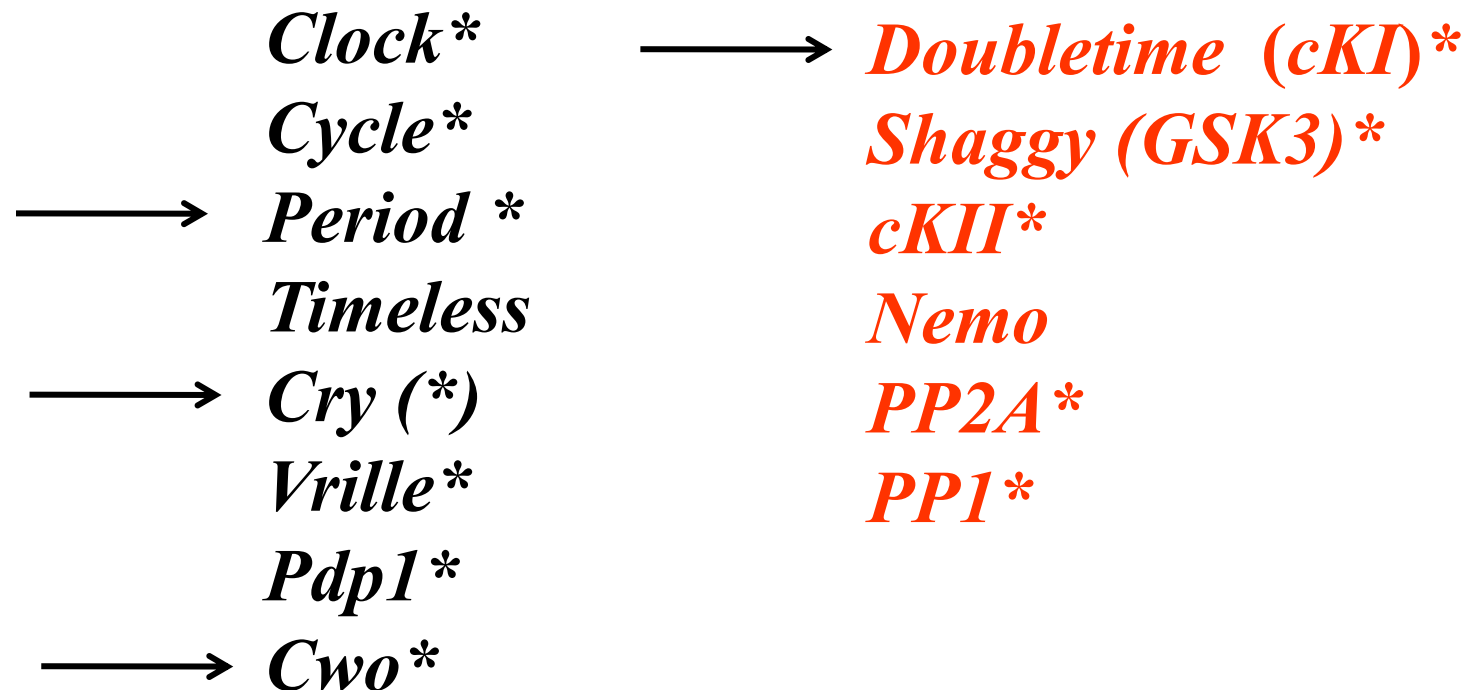 Clock*
Cycle*
Period *
Timeless
Cry (*)
Vrille*
Pdp1*
Cwo*
Doubletime (cKI)*
Shaggy (GSK3)*
cKII*
Nemo
PP2A*
PP1*